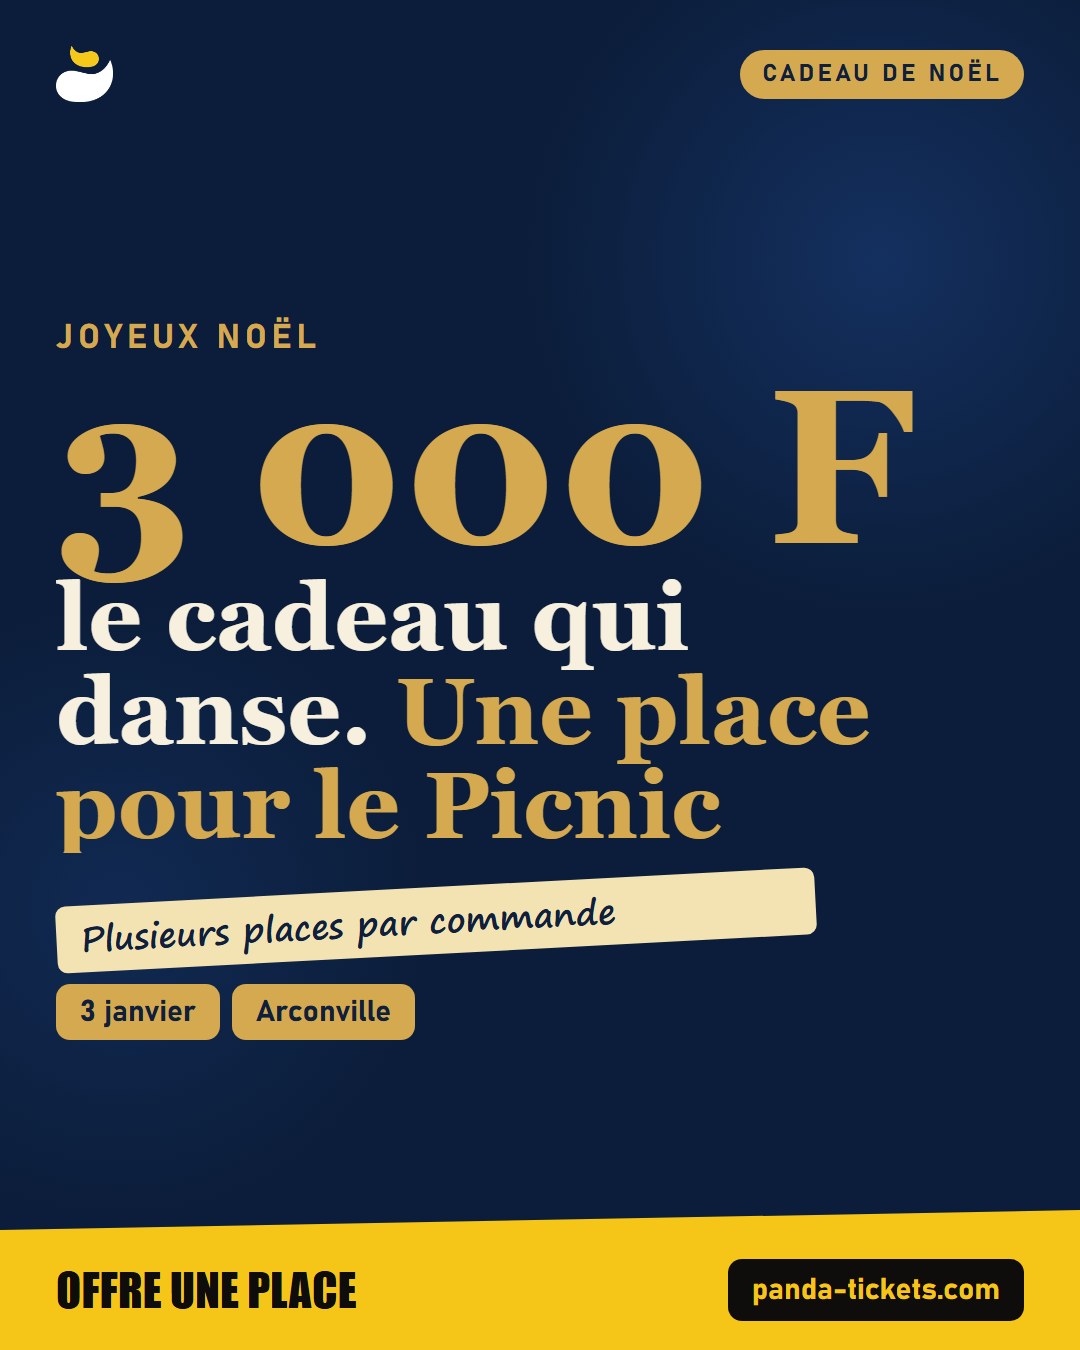 CADEAU DE NOËL
JOYEUX NOËL
3 000 F
le cadeau qui
danse. Une place
pour le Picnic
Plusieurs places par commande
3 janvier
Arconville
OFFRE UNE PLACE
panda-tickets.com